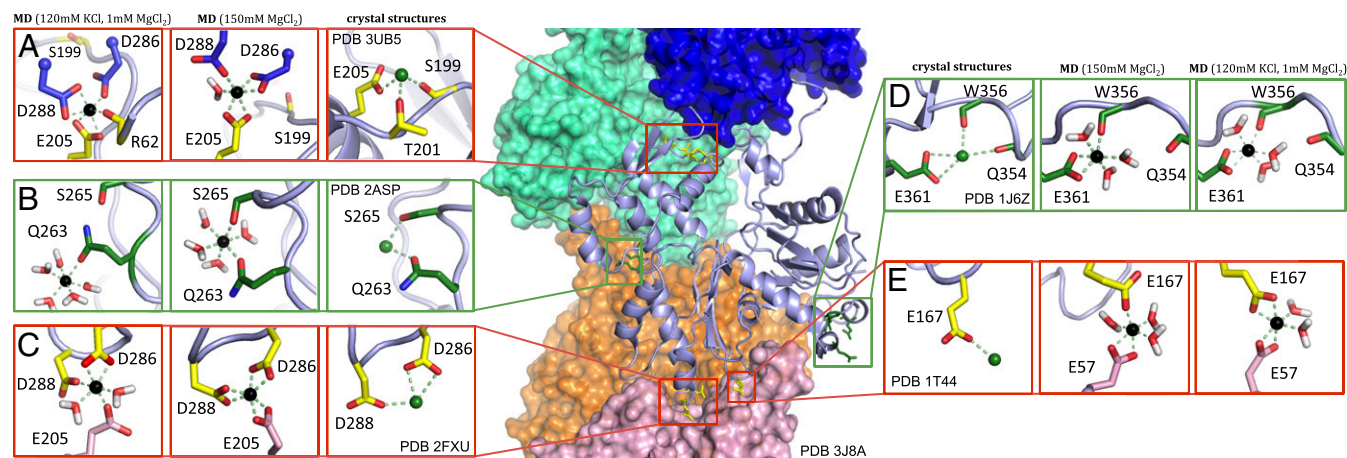 MD (120mM KCl, 1mM MgCl₂)
MD (150mM MgCl₂)
crystal structures
A
S199
D286
D288
E205
R62
D288
D286
E205
S199
PDB 3UB5
E205
S199
T201
B
S265
Q263
S265
Q263
PDB 2ASP
S265
Q263
C
D286
D288
E205
D286
D288
E205
D286
D288
PDB 2FXU
PDB 3J8A
crystal structures
MD (150mM MgCl₂)
MD (120mM KCl, 1mM MgCl₂)
D
W356
Q354
E361
PDB 1J6Z
W356
Q354
E361
W356
Q354
E361
E
E167
PDB 1T44
E167
E57
E167
E57